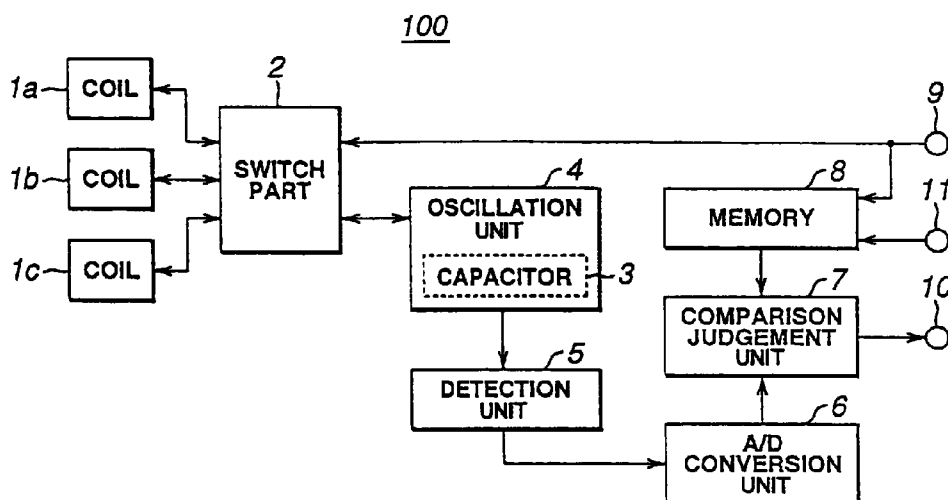 100
1a
COIL
2
9
1b
COIL
SWITCH
PART
4
OSCILLATION
UNIT
8
MEMORY
11
1c
COIL
CAPACITOR
3
7
COMPARISON
JUDGEMENT
UNIT
10
5
DETECTION
UNIT
6
A/D
CONVERSION
UNIT